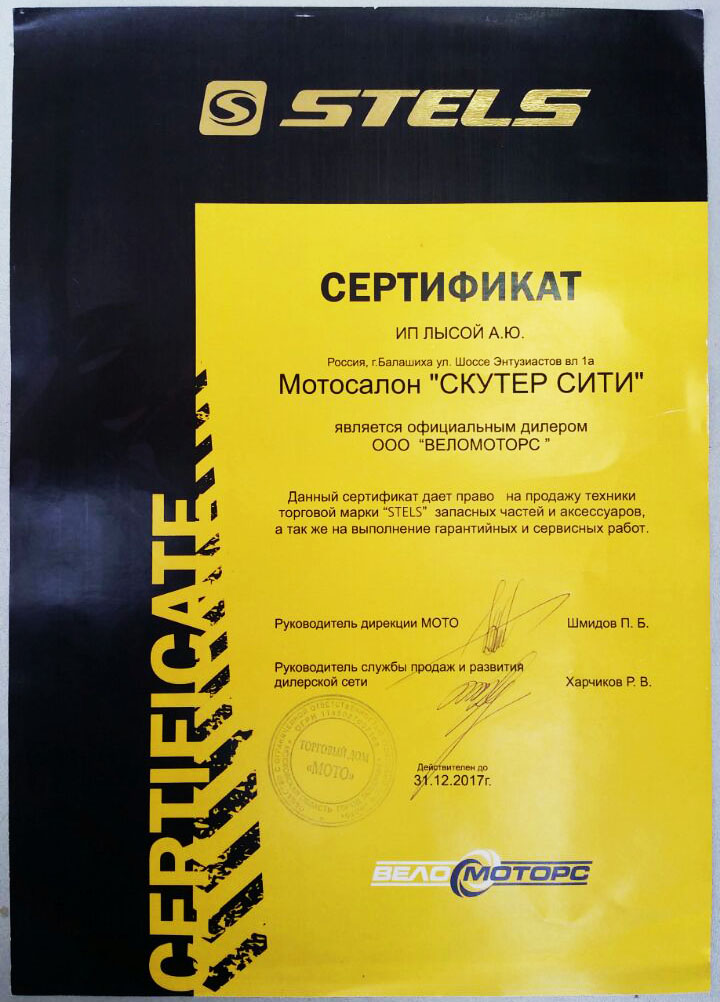 STELS
СЕРТИФИКАТ
ИП ЛЫСОЙ А.Ю.
Россия, г.Балашиха ул. Шоссе Энтузиастов вл 1а
Мотосалон "СКУТЕР СИТИ"
является официальным дилером
ООО "ВЕЛОМОТОРС "
Данный сертификат дает право на продажу техники
торговой марки “STELS” запасных частей и аксессуаров,
а так же на выполнение гарантийных и сервисных работ.
Руководитель дирекции МОТО Шмидов П. Б.
Руководитель службы продаж и развития
дилерской сети Харчиков Р. В.
ТОРГОВЫЙ ДОМ
«МОТО»
Действителен до
31.12.2017г.
ВЕЛОМОТОРС
CERTIFICATE